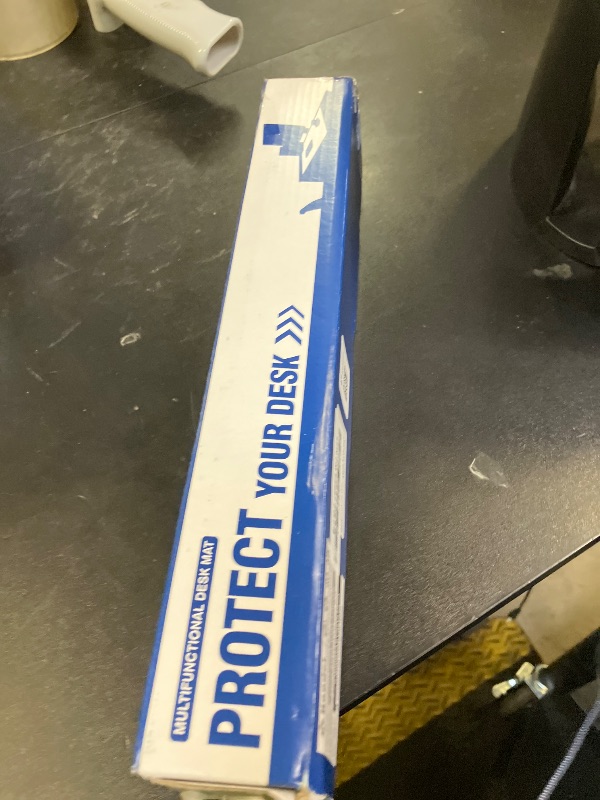 MULTIFUNCTIONAL DESK MAT
PROTECT YOUR DESK >>>